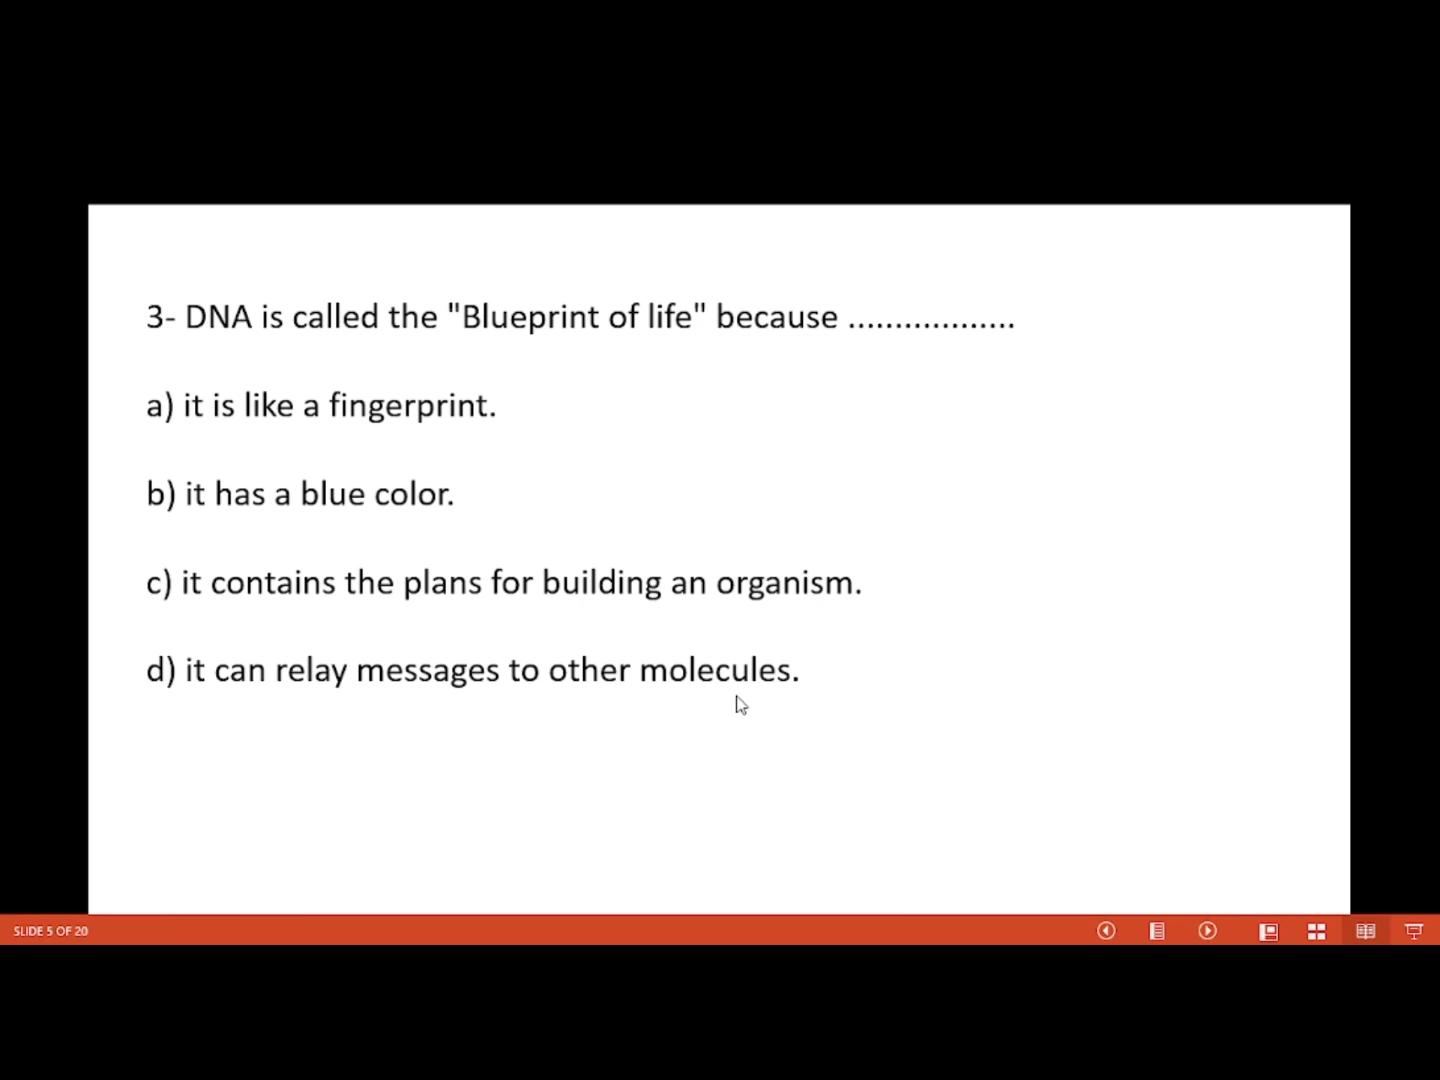 3- DNA is called the "Blueprint of life" because ..................
a) it is like a fingerprint.
b) it has a blue color.
c) it contains the plans for building an organism.
d) it can relay messages to other molecules.
SLIDE 5 OF 20